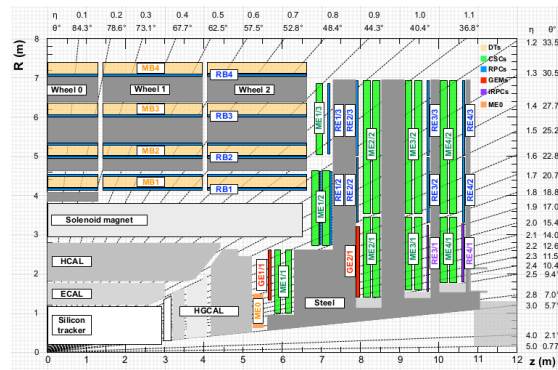 η 0.1 0.2 0.3 0.4 0.5 0.6 0.7 0.8 0.9 1.0 1.1 η θ°
θ° 84.3° 78.6° 73.1° 67.7° 62.5° 57.5° 52.8° 48.4° 44.3° 40.4° 36.8°
R (m)
8
7
6
5
4
3
2
1
0
1.2 33.5
1.3 30.5
1.4 27.7
1.5 25.2
1.6 22.8
1.7 20.7
1.8 18.8
1.9 17.0
2.0 15.4
2.1 14.0
2.2 12.6
2.3 11.5
2.4 10.4
2.5 9.4°
2.8 7.0°
3.0 5.7°
4.0 2.1°
5.0 0.77
DTs
CSCs
RPCs
GEMs
iRPCs
ME0
MB4
RB4
Wheel 0
Wheel 1
Wheel 2
MB3
RB3
MB2
RB2
MB1
RB1
Solenoid magnet
HCAL
ECAL
Silicon
tracker
HGCAL
Steel
ME0
GE1/1
ME1/1
ME1/2
ME1/3
RE1/3
RE2/3
RE1/2
RE2/2
GE2/1
ME2/2
ME2/1
ME3/2
ME3/1
RE3/3
RE3/2
RE3/1
ME4/2
ME4/1
RE4/3
RE4/2
RE4/1
0 1 2 3 4 5 6 7 8 9 10 11 12 z (m)